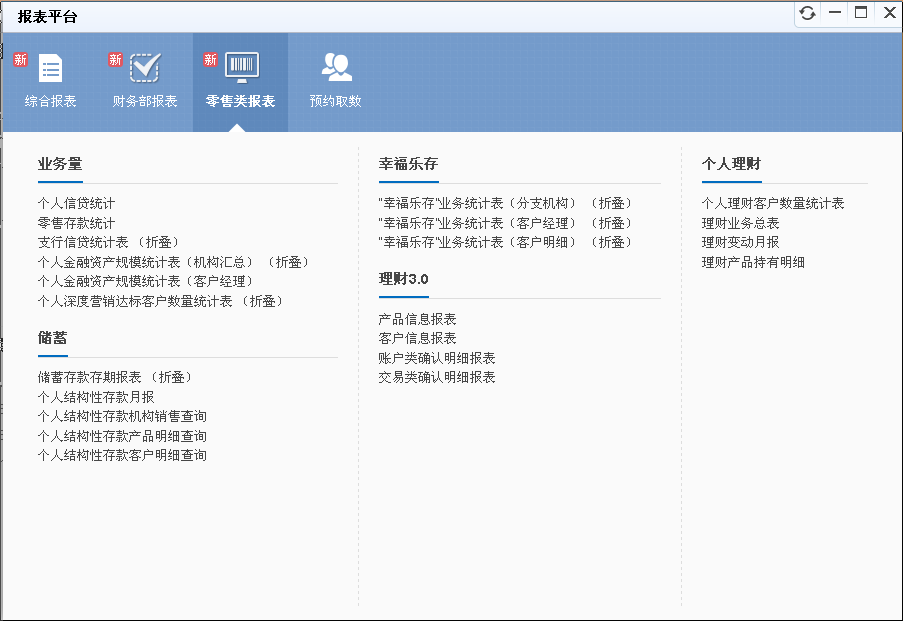 报表平台
新
综合报表
新
财务部报表
新
零售类报表
预约取数
业务量
个人信贷统计
零售存款统计
支行信贷统计表 （折叠）
个人金融资产规模统计表（机构汇总） （折叠）
个人金融资产规模统计表（客户经理）
个人深度营销达标客户数量统计表 （折叠）
储蓄
储蓄存款存期报表 （折叠）
个人结构性存款月报
个人结构性存款机构销售查询
个人结构性存款产品明细查询
个人结构性存款客户明细查询
幸福乐存
"幸福乐存"业务统计表（分支机构） （折叠）
"幸福乐存"业务统计表（客户经理） （折叠）
"幸福乐存"业务统计表（客户明细） （折叠）
理财3.0
产品信息报表
客户信息报表
账户类确认明细报表
交易类确认明细报表
个人理财
个人理财客户数量统计表
理财业务总表
理财变动月报
理财产品持有明细